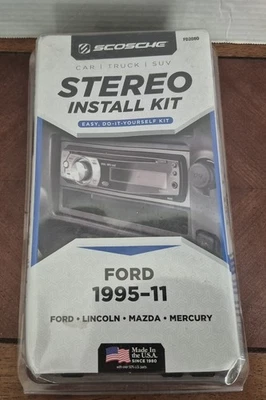 SCOSCHE
CAR | TRUCK | SUV
STEREO
INSTALL KIT
EASY, DO-IT-YOURSELF KIT
FORD
1995-11
FORD • LINCOLN • MAZDA • MERCURY
Made in
the U.S.A.
SINCE 1980